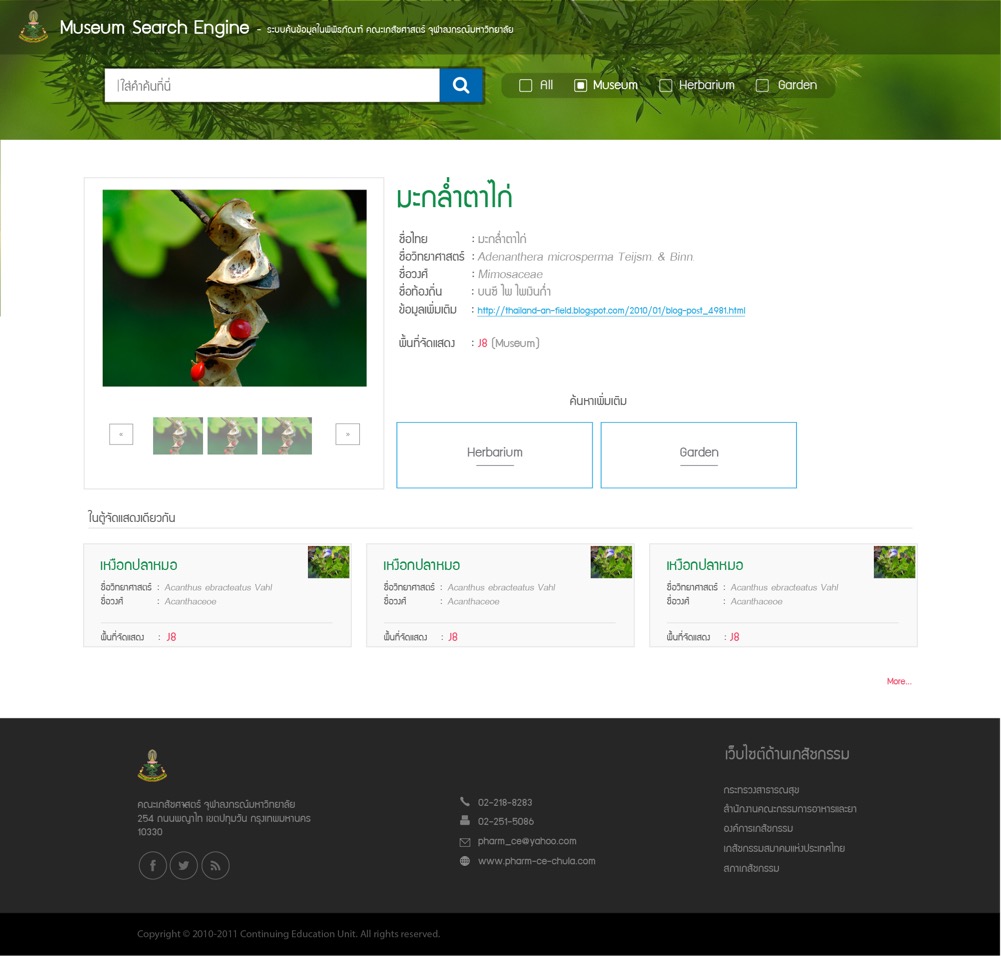 Museum Search Engine - ระบบค้นข้อมูลในพิพิธภัณฑ์ คณะเภสัชศาสตร์ จุฬาลงกรณ์มหาวิทยาลัย
ใส่คำค้นที่นี่
All Museum Herbarium Garden
มะกล่ำตาไก่
ชื่อไทย : มะกล่ำตาไก่
ชื่อวิทยาศาสตร์ : Adenanthera microsperma Teijsm. & Binn.
ชื่อวงศ์ : Mimosaceae
ชื่อท้องถิ่น : บนซี ไพ ไพเงินก่ำ
ข้อมูลเพิ่มเติม : http://thailand-an-field.blogspot.com/2010/01/blog-post_4981.html
พื้นที่จัดแสดง : J8 (Museum)
ค้นหาเพิ่มเติม
« »
Herbarium Garden
ในตู้จัดแสดงเดียวกัน
เหงือกปลาหมอ
ชื่อวิทยาศาสตร์ : Acanthus ebracteatus Vahl
ชื่อวงศ์ : Acanthaceae
พื้นที่จัดแสดง : J8
เหงือกปลาหมอ
ชื่อวิทยาศาสตร์ : Acanthus ebracteatus Vahl
ชื่อวงศ์ : Acanthaceae
พื้นที่จัดแสดง : J8
เหงือกปลาหมอ
ชื่อวิทยาศาสตร์ : Acanthus ebracteatus Vahl
ชื่อวงศ์ : Acanthaceae
พื้นที่จัดแสดง : J8
More...
คณะเภสัชศาสตร์ จุฬาลงกรณ์มหาวิทยาลัย
254 ถนนพญาไท เขตปทุมวัน กรุงเทพมหานคร
10330
02-218-8283
02-251-5086
pharm_ce@yahoo.com
www.pharm-ce-chula.com
เว็บไซต์ด้านเภสัชกรรม
กระทรวงสาธารณสุข
สำนักงานคณะกรรมการอาหารและยา
องค์การเภสัชกรรม
เภสัชกรรมสมาคมแห่งประเทศไทย
สภาเภสัชกรรม
Copyright © 2010-2011 Continuing Education Unit. All rights reserved.